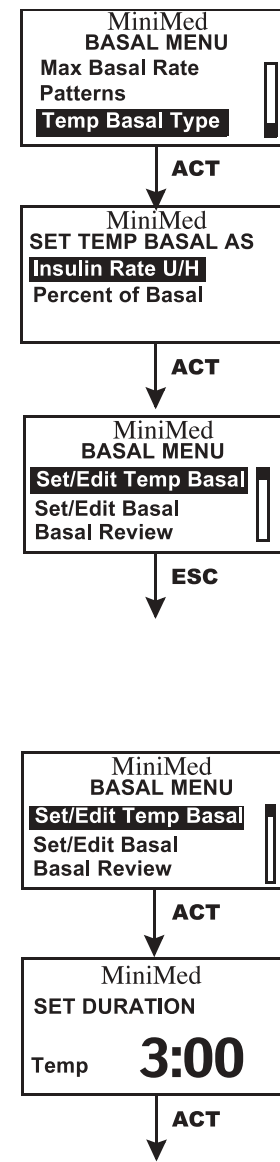 MiniMed
BASAL MENU
Max Basal Rate
Patterns
Temp Basal Type
ACT
MiniMed
SET TEMP BASAL AS
Insulin Rate U/H
Percent of Basal
ACT
MiniMed
BASAL MENU
Set/Edit Temp Basal
Set/Edit Basal
Basal Review
ESC
MiniMed
BASAL MENU
Set/Edit Temp Basal
Set/Edit Basal
Basal Review
ACT
MiniMed
SET DURATION
Temp 3:00
ACT